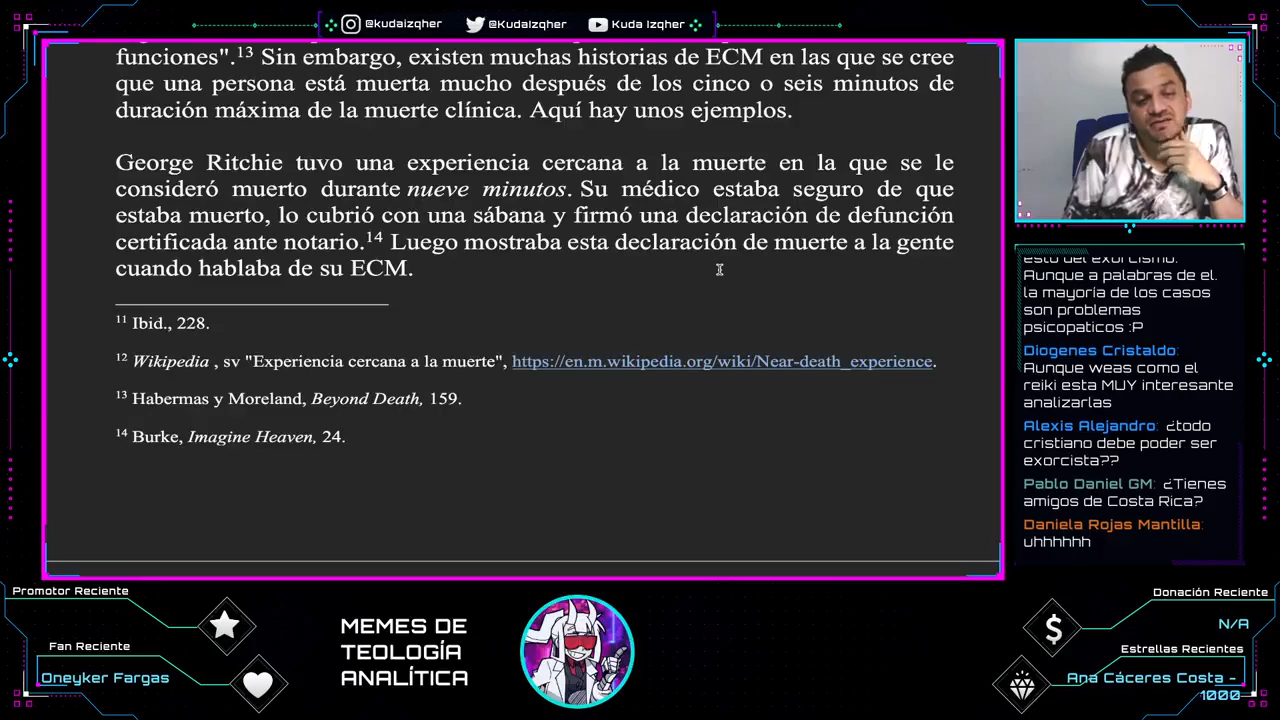 @kudaizqher
@KudaIzqher
Kuda Izqher
funciones".13 Sin embargo, existen muchas historias de ECM en las que se cree
que una persona está muerta mucho después de los cinco o seis minutos de
duración máxima de la muerte clínica. Aquí hay unos ejemplos.
George Ritchie tuvo una experiencia cercana a la muerte en la que se le
consideró muerto durante nueve minutos. Su médico estaba seguro de que
estaba muerto, lo cubrió con una sábana y firmó una declaración de defunción
certificada ante notario.14 Luego mostraba esta declaración de muerte a la gente
cuando hablaba de su ECM.
11 Ibid., 228.
12 Wikipedia , sv "Experiencia cercana a la muerte", https://en.m.wikipedia.org/wiki/Near-death_experience.
13 Habermas y Moreland, Beyond Death, 159.
14 Burke, Imagine Heaven, 24.
esto del exorcismo.
Aunque a palabras de el.
la mayoría de los casos
son problemas
psicopaticos :P
Diogenes Cristaldo:
Aunque weas como el
reiki esta MUY interesante
analizarlas
Alexis Alejandro: ¿todo
cristiano debe poder ser
exorcista??
Pablo Daniel GM: ¿Tienes
amigos de Costa Rica?
Daniela Rojas Mantilla:
uhhhhhh
Promotor Reciente
Fan Reciente
Oneyker Fargas
MEMES DE
TEOLOGÍA
ANALÍTICA
Donación Reciente
N/A
Estrellas Recientes
Ana Cáceres Costa -
1000